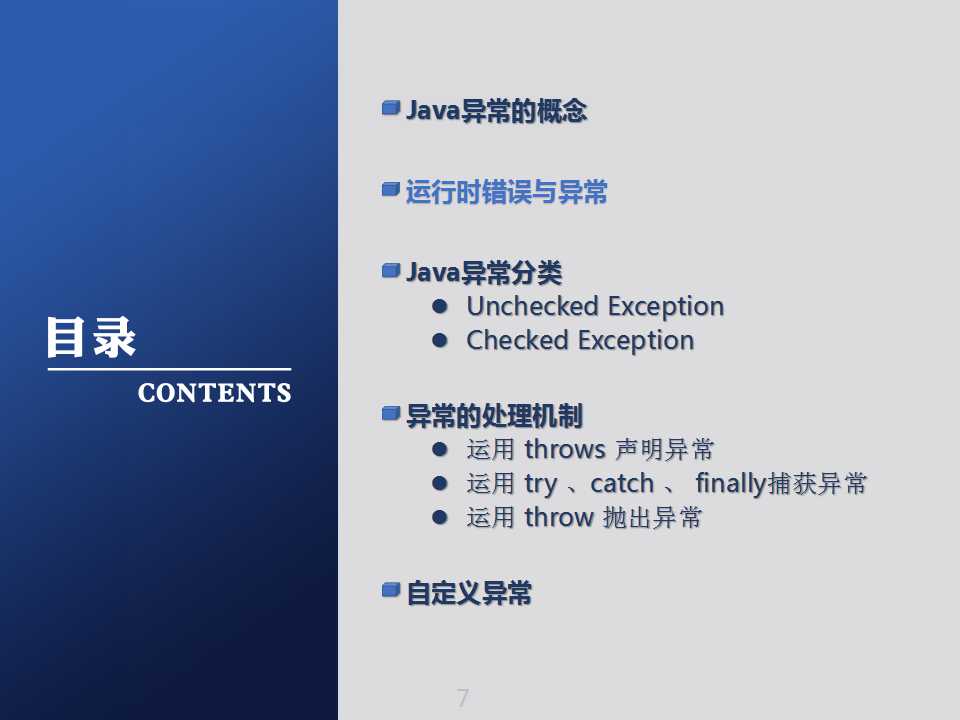 目录
CONTENTS
Java异常的概念
运行时错误与异常
Java异常分类
Unchecked Exception
Checked Exception
异常的处理机制
运用 throws 声明异常
运用 try 、catch 、 finally捕获异常
运用 throw 抛出异常
自定义异常
7